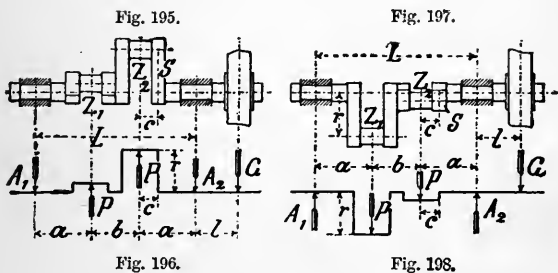 Fig. 195.
Fig. 197.
Z₂ S
Z₁
c
L
A₁ P P r c A₂ G
a b a l
L
r Z₁ Z₂ c S
a b a l
A₁ r P P c A₂ G
Fig. 196.
Fig. 198.